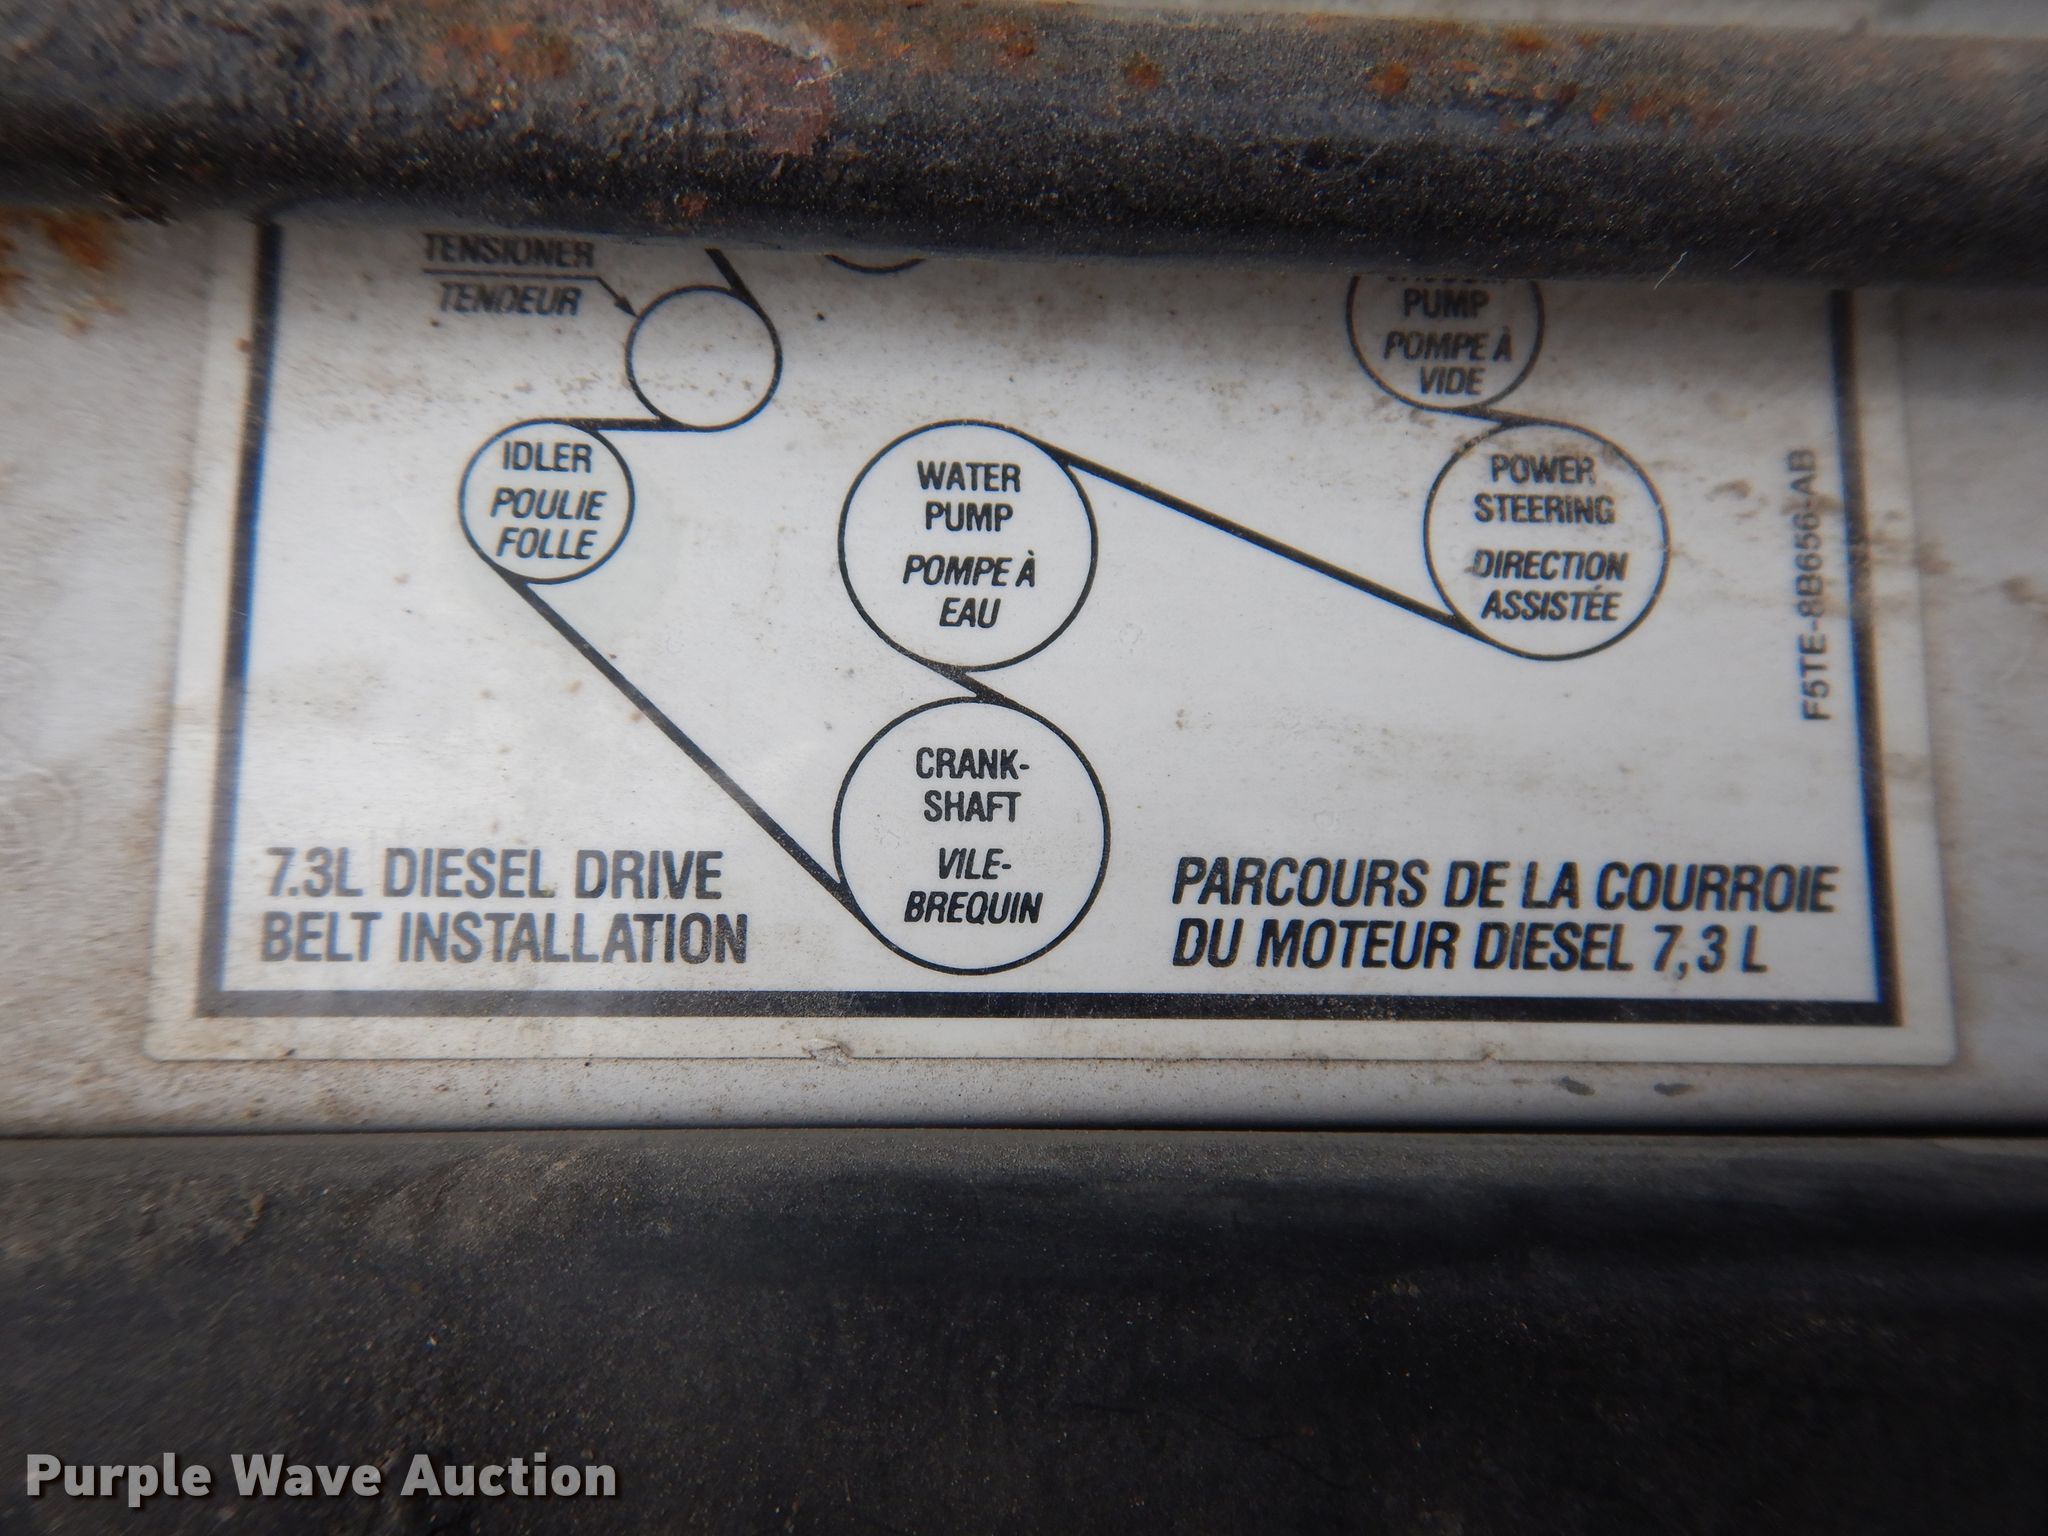 TENSIONER
TENDEUR
PUMP
POMPE À
VIDE
IDLER
POULIE
FOLLE
WATER
PUMP
POMPE À
EAU
POWER
STEERING
DIRECTION
ASSISTÉE
F5TE-8B656-AB
CRANK-
SHAFT
VILE-
BREQUIN
7.3L DIESEL DRIVE
BELT INSTALLATION
PARCOURS DE LA COURROIE
DU MOTEUR DIESEL 7,3 L
Purple Wave Auction